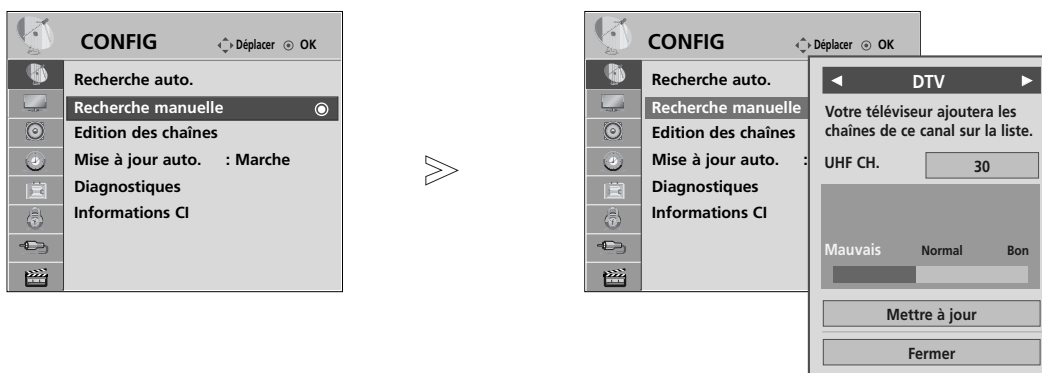 CONFIG
Déplacer OK
Recherche auto.
Recherche manuelle
Edition des chaînes
Mise à jour auto. : Marche
Diagnostiques
Informations CI
CONFIG
Déplacer OK
Recherche auto.
Recherche manuelle
Edition des chaînes
Mise à jour auto. :
Diagnostiques
Informations CI
DTV
Votre téléviseur ajoutera les
chaînes de ce canal sur la liste.
UHF CH. 30
Mauvais Normal Bon
Mettre à jour
Fermer